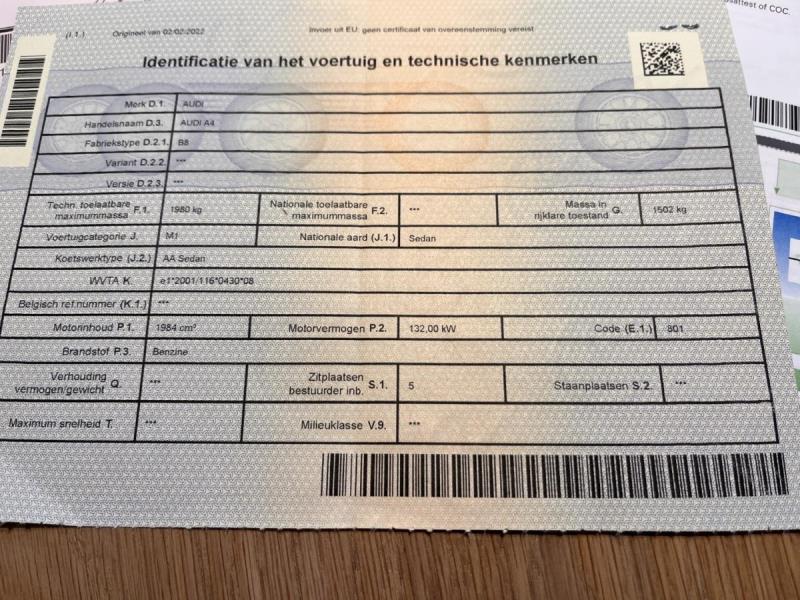 sattest of COC.
(J.1.) Origineel van 02/02/2022 Invoer uit EU: geen certificaat van overeenstemming vereist
Identificatie van het voertuig en technische kenmerken
Merk D.1. AUDI
Handelsnaam D.3. AUDI A4
Fabriekstype D.2.1. B8
Variant D.2.2. ***
Versie D.2.3. ***
Techn. toelaatbare maximummassa F.1. 1980 kg Nationale toelaatbare maximummassa F.2. *** Massa in rijklare toestand G. 1502 kg
Voertuigcategorie J. M1 Nationale aard (J.1.) Sedan
Koetswerktype (J.2.) AA Sedan
WVTA K. e1*2001/116*0430*08
Belgisch ref.nummer (K.1.) ***
Motorinhoud P.1. 1984 cm³ Motorvermogen P.2. 132,00 kW Code (E.1.) 801
Brandstof P.3. Benzine
Verhouding vermogen/gewicht Q. *** Zitplaatsen bestuurder inb. S.1. 5 Staanplaatsen S.2. ***
Maximum snelheid T. *** Milieuklasse V.9. ***